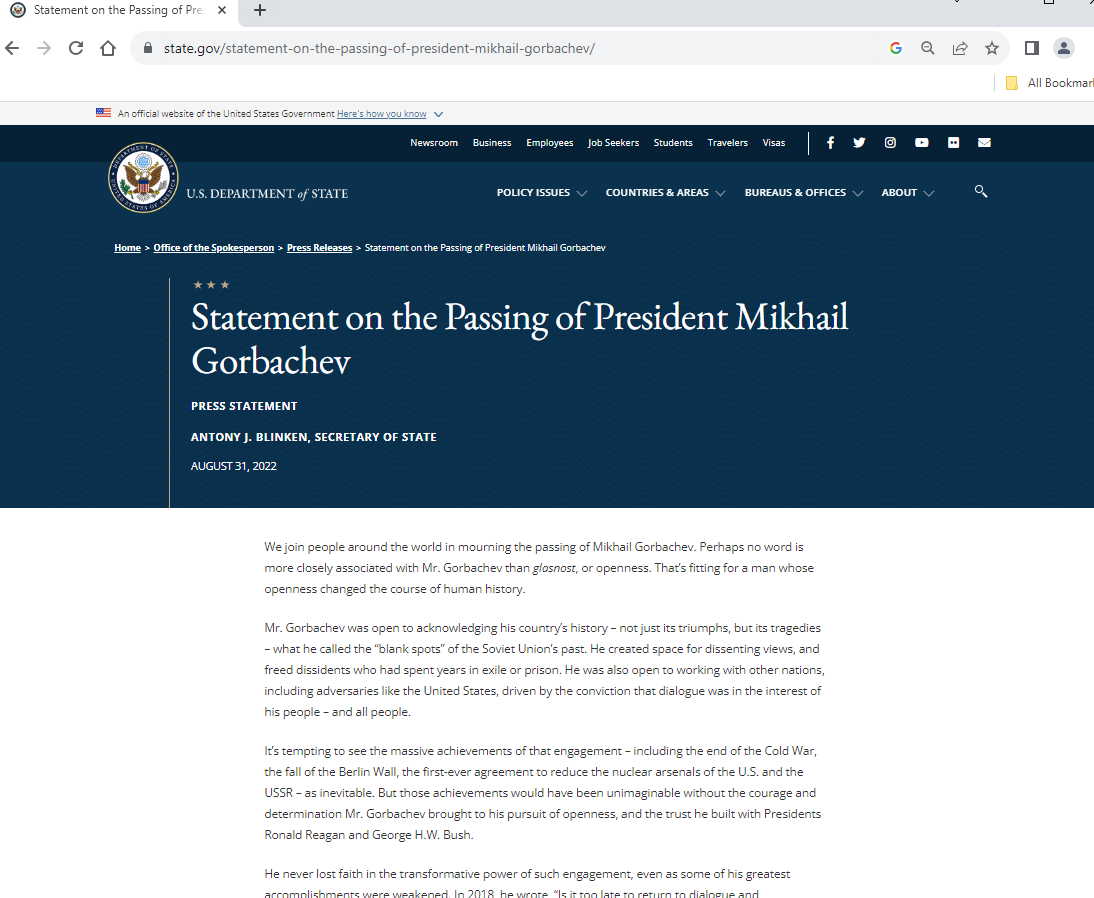 Statement on the Passing of Pre
state.gov/statement-on-the-passing-of-president-mikhail-gorbachev/
All Bookmar
An official website of the United States Government Here's how you know
Newsroom Business Employees Job Seekers Students Travelers Visas
U.S. DEPARTMENT of STATE
POLICY ISSUES COUNTRIES & AREAS BUREAUS & OFFICES ABOUT
Home > Office of the Spokesperson > Press Releases > Statement on the Passing of President Mikhail Gorbachev
Statement on the Passing of President Mikhail
Gorbachev
PRESS STATEMENT
ANTONY J. BLINKEN, SECRETARY OF STATE
AUGUST 31, 2022
We join people around the world in mourning the passing of Mikhail Gorbachev. Perhaps no word is
more closely associated with Mr. Gorbachev than glasnost, or openness. That's fitting for a man whose
openness changed the course of human history.
Mr. Gorbachev was open to acknowledging his country's history – not just its triumphs, but its tragedies
– what he called the “blank spots” of the Soviet Union's past. He created space for dissenting views, and
freed dissidents who had spent years in exile or prison. He was also open to working with other nations,
including adversaries like the United States, driven by the conviction that dialogue was in the interest of
his people – and all people.
It's tempting to see the massive achievements of that engagement – including the end of the Cold War,
the fall of the Berlin Wall, the first-ever agreement to reduce the nuclear arsenals of the U.S. and the
USSR – as inevitable. But those achievements would have been unimaginable without the courage and
determination Mr. Gorbachev brought to his pursuit of openness, and the trust he built with Presidents
Ronald Reagan and George H.W. Bush.
He never lost faith in the transformative power of such engagement, even as some of his greatest
accomplishments were weakened. In 2018, he wrote, “Is it too late to return to dialogue and